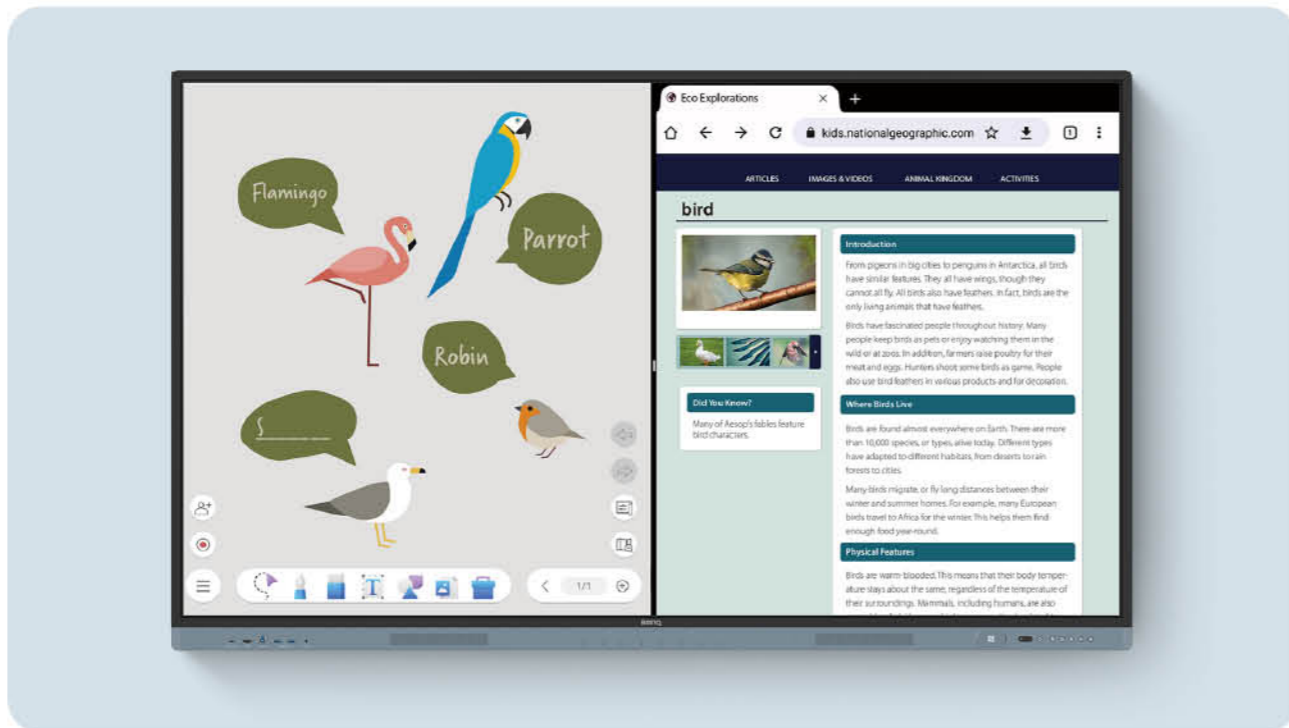 Flamingo
Parrot
Robin
S
1/1
Eco Explorations
kids.nationalgeographic.com
1
ARTICLES IMAGES & VIDEOS ANIMAL KINGDOM ACTIVITIES
bird
Did You Know?
Many of Aesop's fables feature
bird characters.
Introduction
From pigeons in big cities to penguins in Antarctica, all birds
have similar features. They all have wings, though they
cannot all fly. All birds also have feathers. In fact, birds are the
only living animals that have feathers.
Birds have fascinated people throughout history. Many
people keep birds as pets or enjoy watching them in the
wild or at zoos. In addition, farmers raise poultry for their
meat and eggs. Hunters shoot some birds as game. People
also use bird feathers in various products and for decoration.
Where Birds Live
Birds are found almost everywhere on Earth. There are more
than 10,000 species, or types, alive today. Different types
have adapted to different habitats, from deserts to rain
forests to cities.
Many birds migrate, or fly long distances between their
winter and summer homes. For example, many European
birds travel to Africa for the winter. This helps them find
enough food year-round.
Physical Features
Birds are warm-blooded. This means that their body temper-
ature stays about the same, regardless of the temperature of
their surroundings. Mammals, including humans, are also
BenQ